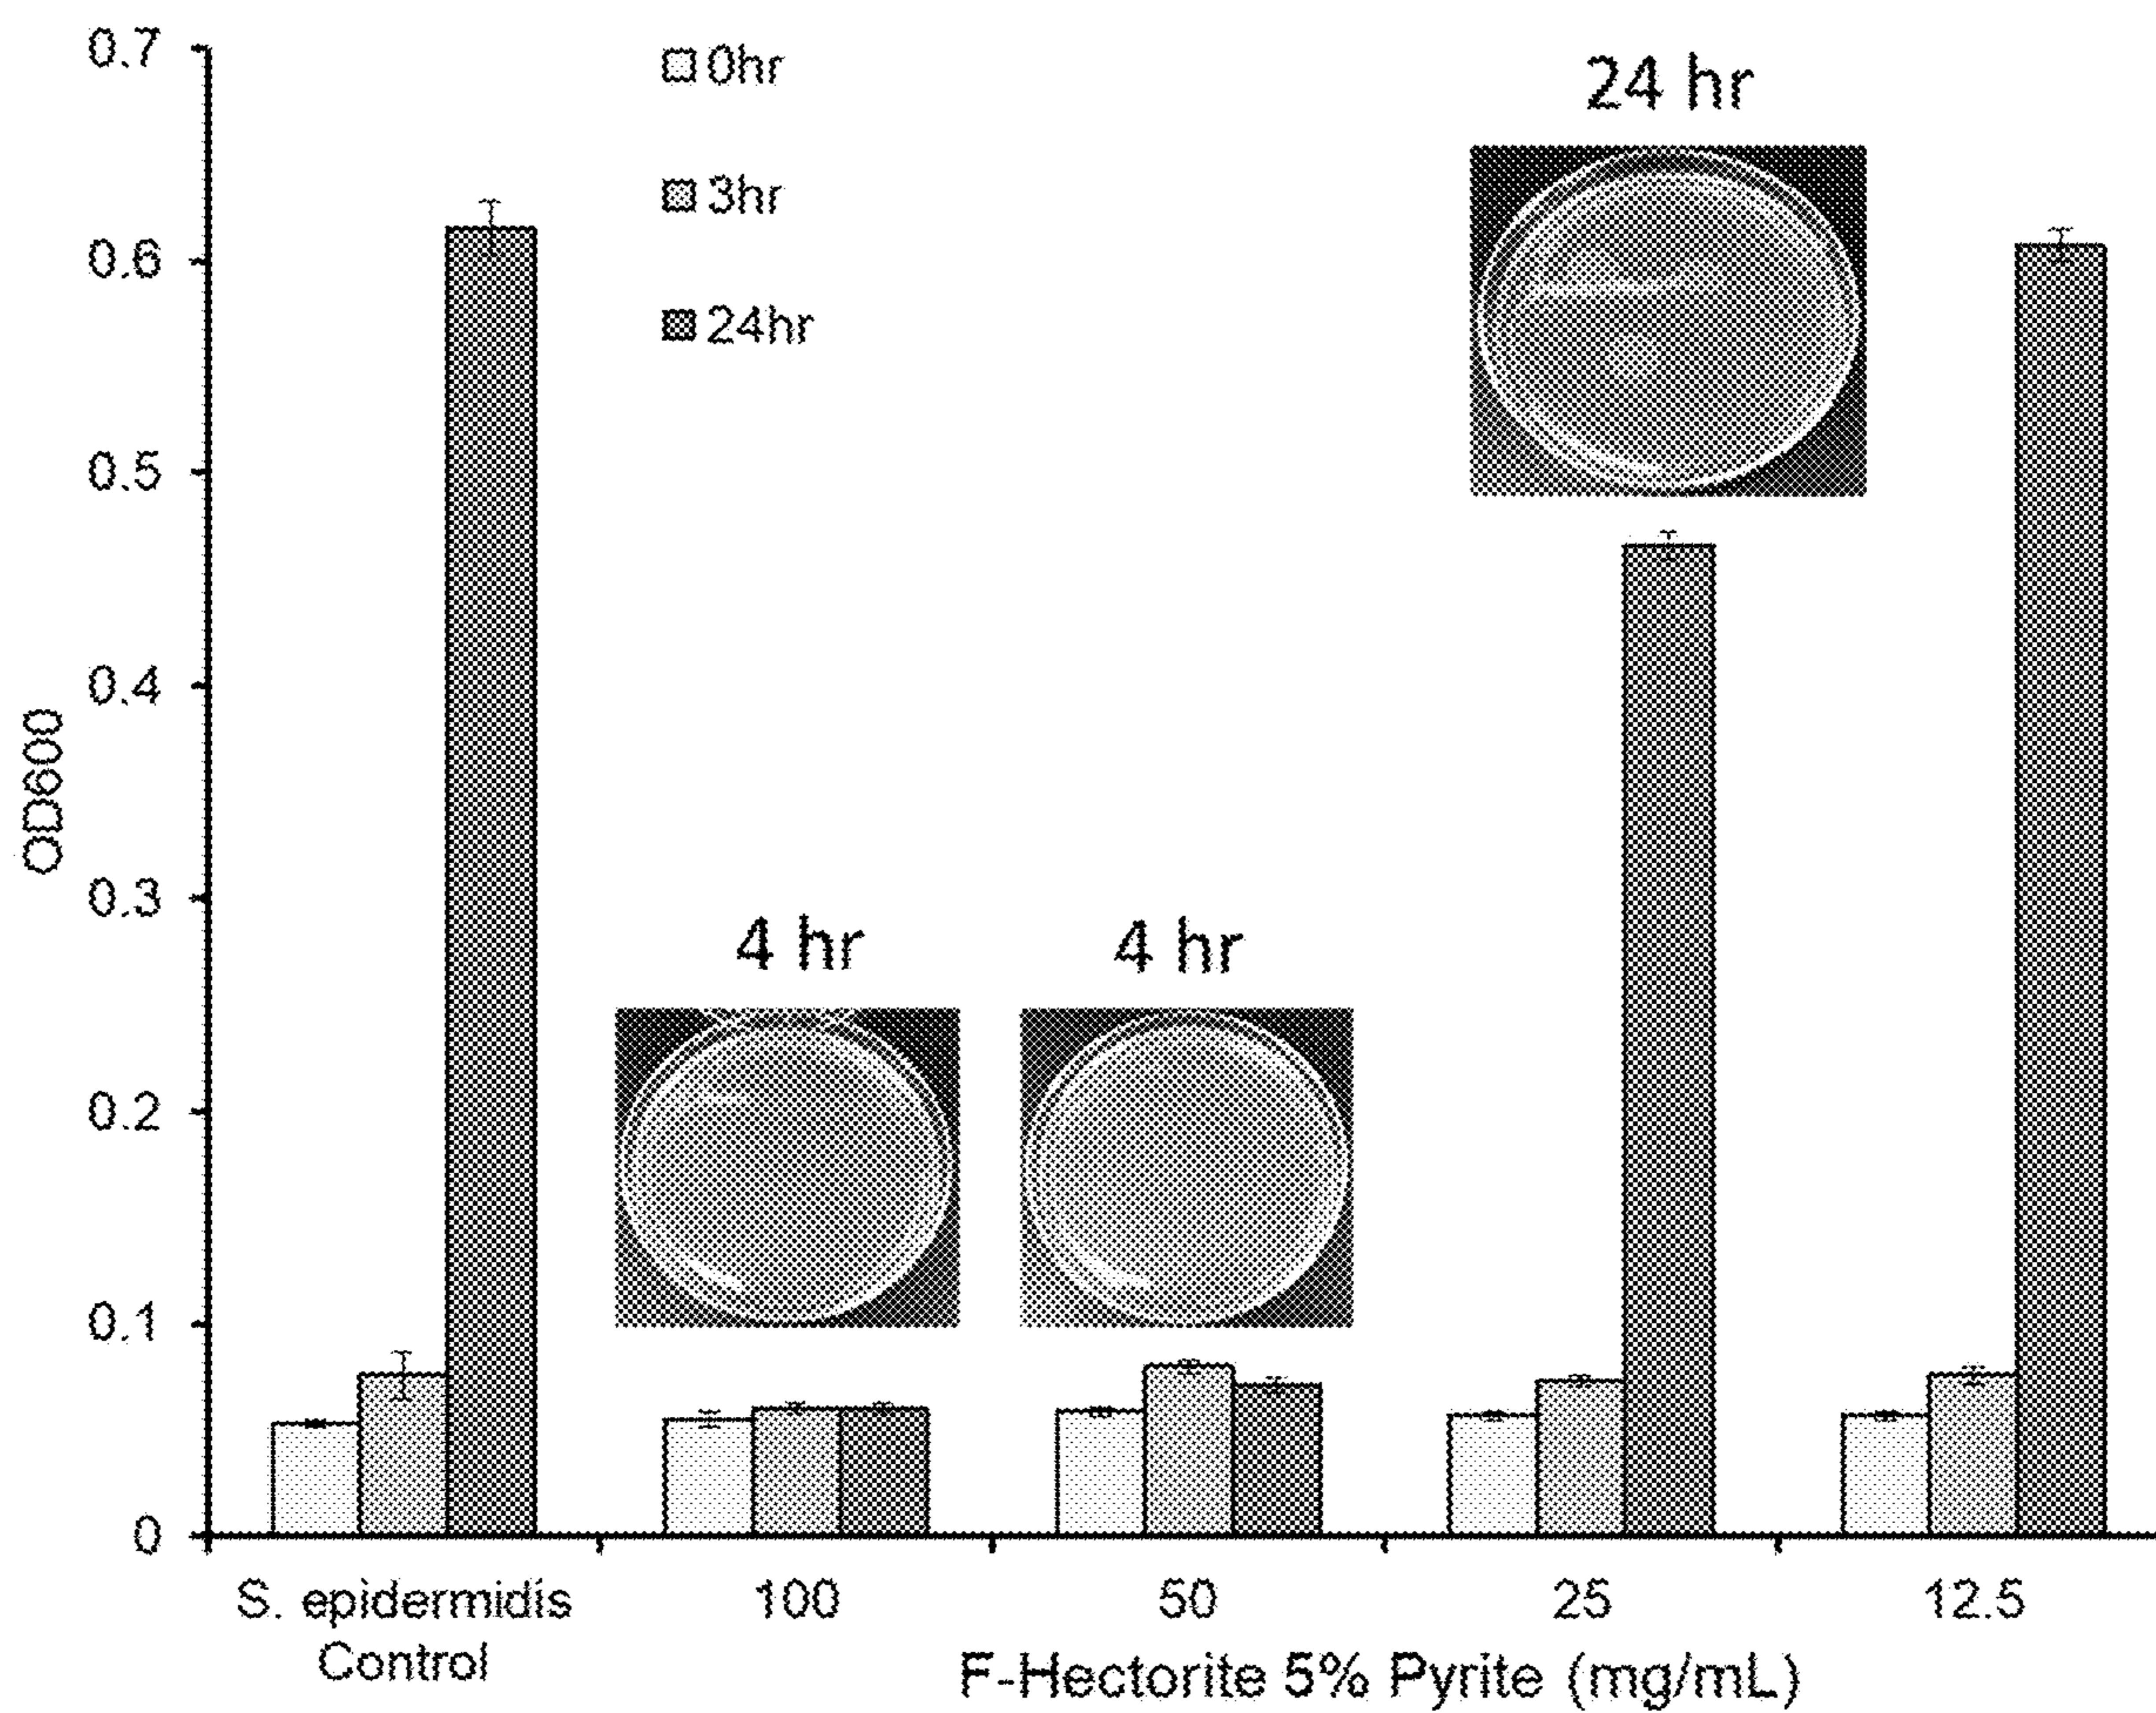 0.7
0.6
0.5
0.4
0.3
0.2
0.1
0
OD600
0hr
3hr
24hr
24 hr
4 hr
4 hr
S. epidermidis
Control
100
50
25
12.5
F-Hectorite 5% Pyrite (mg/mL)